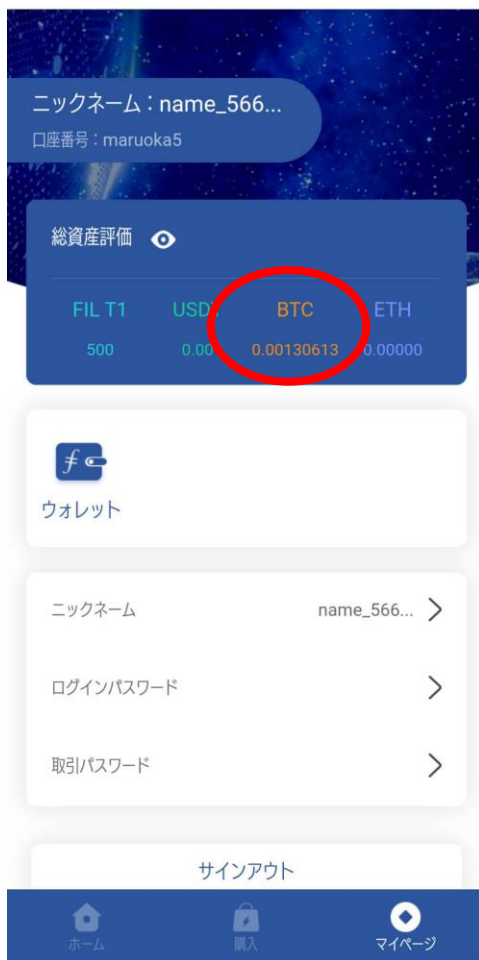 ニックネーム：name_566...
口座番号：maruoka5
総資産評価
FIL T1 USDT BTC ETH
500 0.00 0.00130613 0.00000
ウォレット
ニックネーム name_566...
ログインパスワード
取引パスワード
サインアウト
ホーム 購入 マイページ